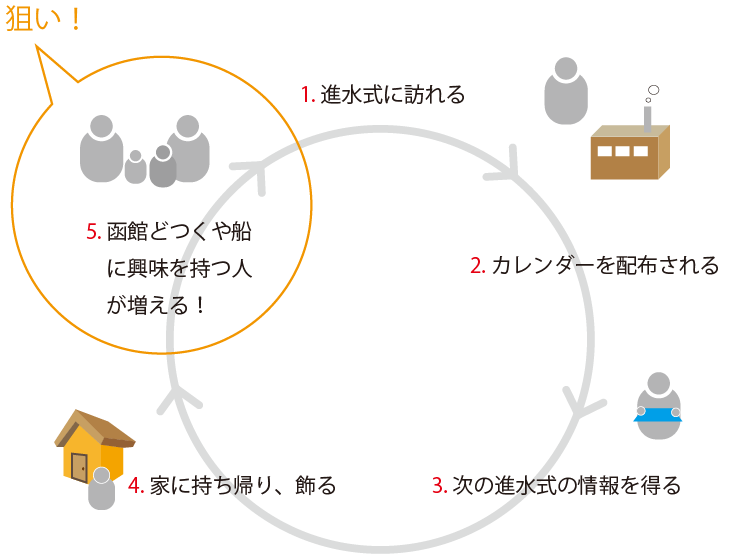 狙い！
1. 進水式に訪れる
2. カレンダーを配布される
3. 次の進水式の情報を得る
4. 家に持ち帰り、飾る
5. 函館どつくや船
に興味を持つ人
が増える！